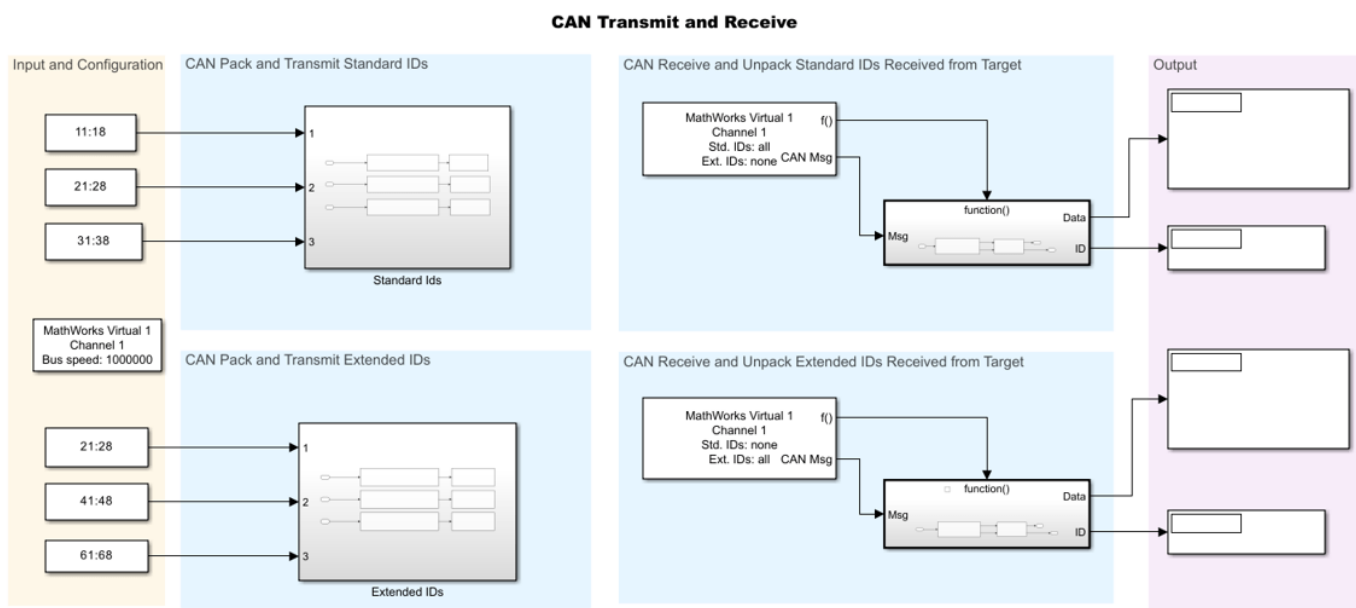 CAN Transmit and Receive
Input and Configuration
11:18
21:28
31:38
MathWorks Virtual 1
Channel 1
Bus speed: 1000000
21:28
41:48
61:68
CAN Pack and Transmit Standard IDs
1
2
3
Standard Ids
CAN Pack and Transmit Extended IDs
1
2
3
Extended IDs
CAN Receive and Unpack Standard IDs Received from Target
MathWorks Virtual 1
Channel 1
Std. IDs: all
Ext. IDs: none
f()
CAN Msg
function()
Msg
Data
ID
CAN Receive and Unpack Extended IDs Received from Target
MathWorks Virtual 1
Channel 1
Std. IDs: none
Ext. IDs: all
f()
CAN Msg
function()
Msg
Data
ID
Output